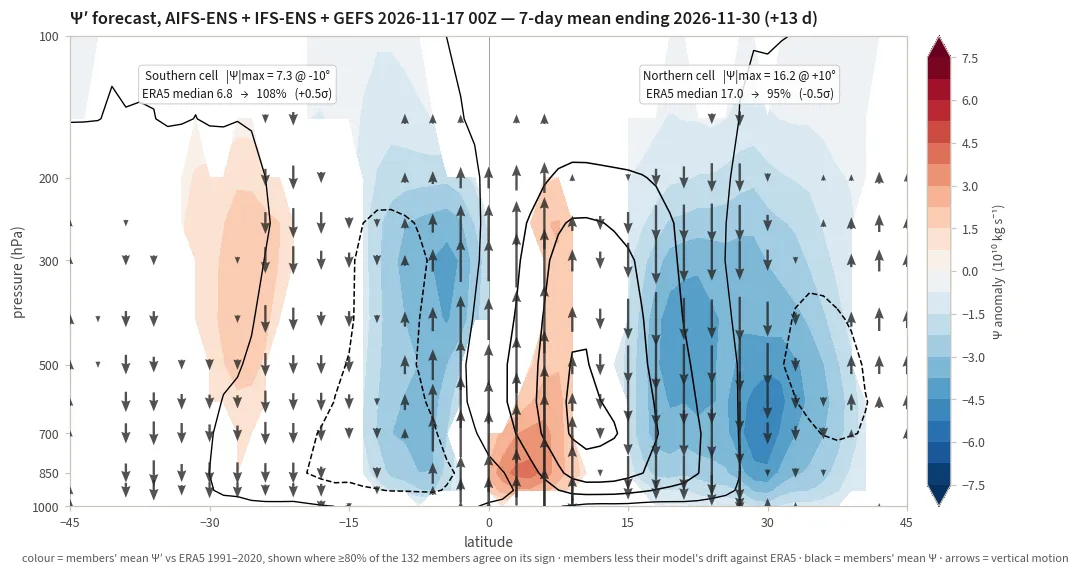 Ψ′ forecast, AIFS-ENS + IFS-ENS + GEFS 2026-11-17 00Z — 7-day mean ending 2026-11-30 (+13 d)
Southern cell |Ψ|max = 7.3 @ -10°
ERA5 median 6.8 → 108% (+0.5σ)
Northern cell |Ψ|max = 16.2 @ +10°
ERA5 median 17.0 → 95% (-0.5σ)
pressure (hPa)
100
200
300
400
500
700
850
1000
−45
−30
−15
0
15
30
45
latitude
7.5
6.0
4.5
3.0
1.5
0.0
−1.5
−3.0
−4.5
−6.0
−7.5
Ψ anomaly (10¹⁰ kg s⁻¹)
colour = members' mean Ψ′ vs ERA5 1991–2020, shown where ≥80% of the 132 members agree on its sign · members less their model's drift against ERA5 · black = members' mean Ψ · arrows = vertical motion